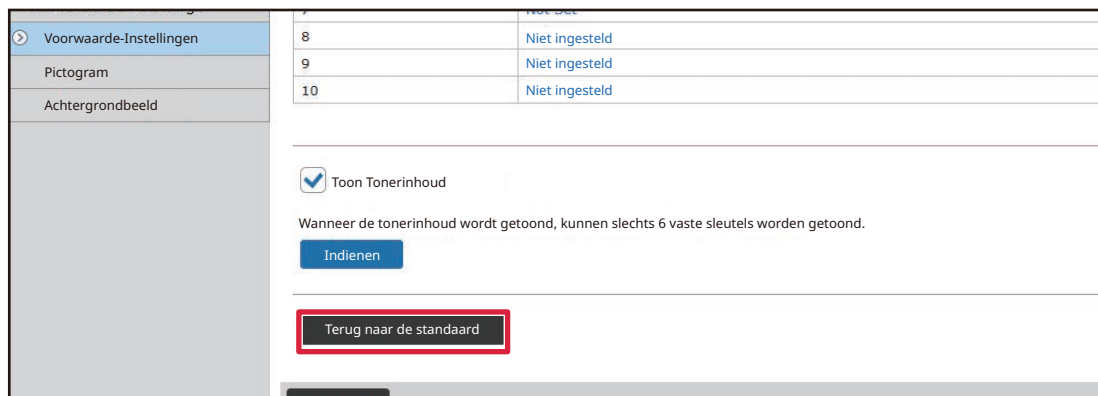 Voorwaarde-Instellingen
Pictogram
Achtergrondbeeld
8 Niet ingesteld
9 Niet ingesteld
10 Niet ingesteld
Toon Tonerinhoud
Wanneer de tonerinhoud wordt getoond, kunnen slechts 6 vaste sleutels worden getoond.
Indienen
Terug naar de standaard